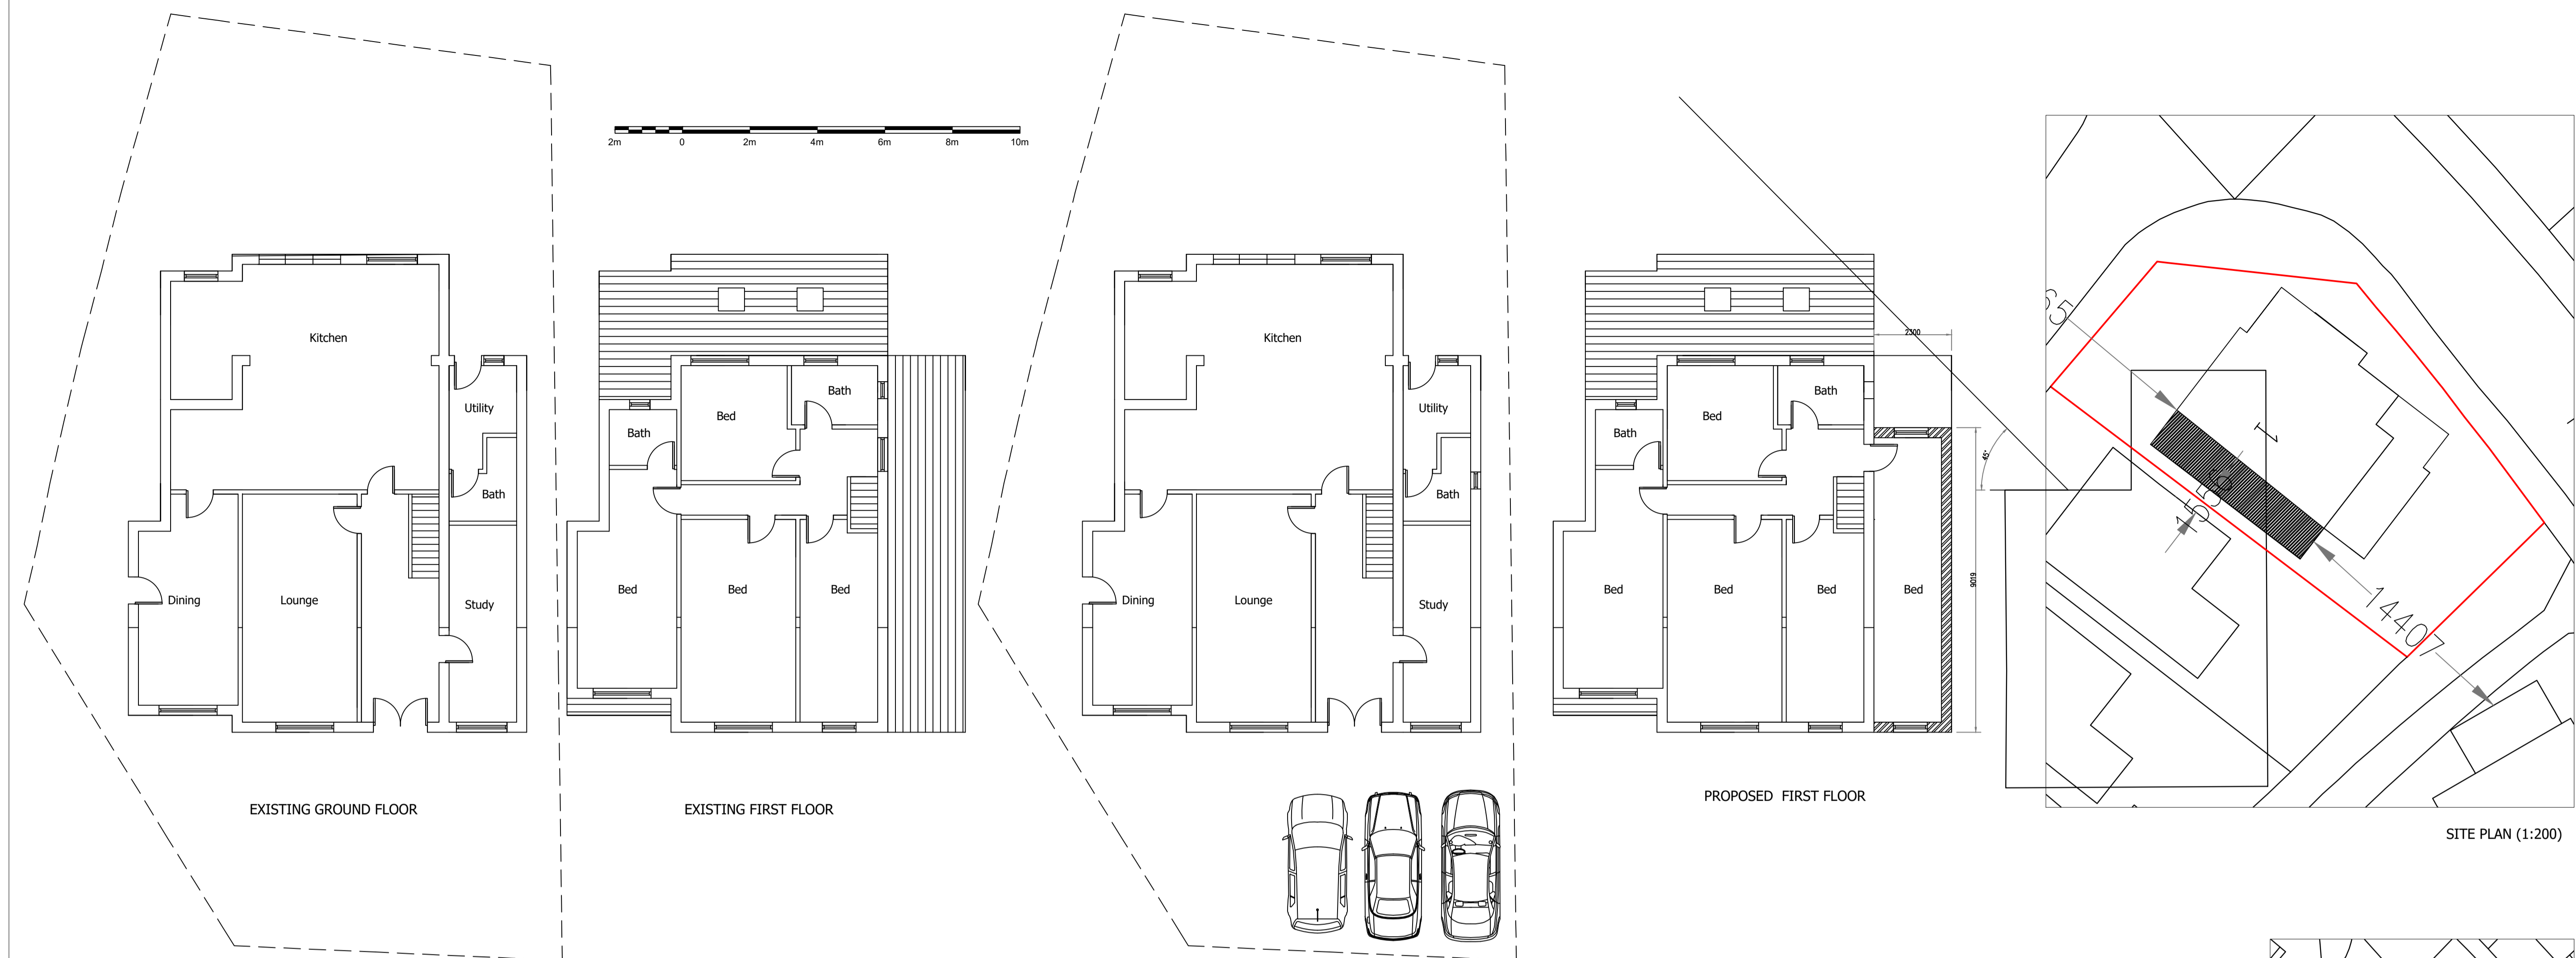 2m 0 2m 4m 6m 8m 10m
Kitchen
Utility
Bath
Dining
Lounge
Study
EXISTING GROUND FLOOR
Bath
Bed
Bath
Bed
Bed
Bed
EXISTING FIRST FLOOR
Kitchen
Utility
Bath
Dining
Lounge
Study
2300
Bath
Bed
Bath
45°
9019
Bed
Bed
Bed
Bed
PROPOSED FIRST FLOOR
1
14407
SITE PLAN (1:200)